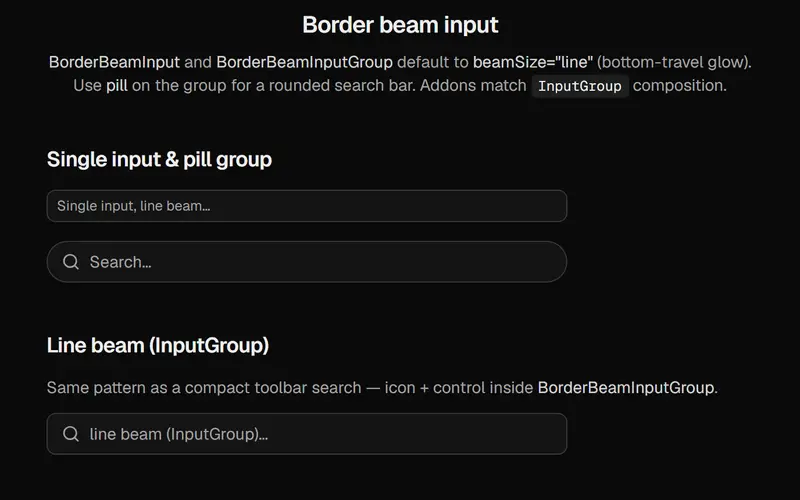 Border beam input
BorderBeamInput and BorderBeamInputGroup default to beamSize="line" (bottom-travel glow).
Use pill on the group for a rounded search bar. Addons match InputGroup composition.
Single input & pill group
Single input, line beam...
Search...
Line beam (InputGroup)
Same pattern as a compact toolbar search — icon + control inside BorderBeamInputGroup.
line beam (InputGroup)...